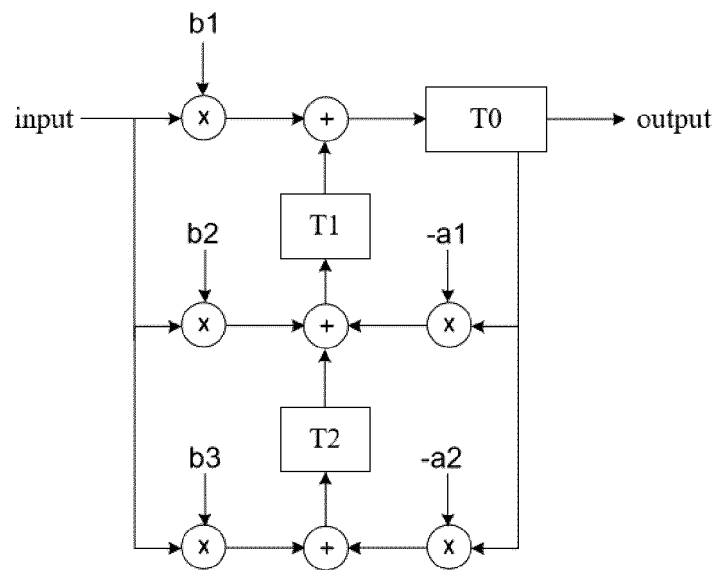 b1
input
x
+
T0
output
T1
b2
-a1
x
+
x
T2
b3
-a2
x
+
x